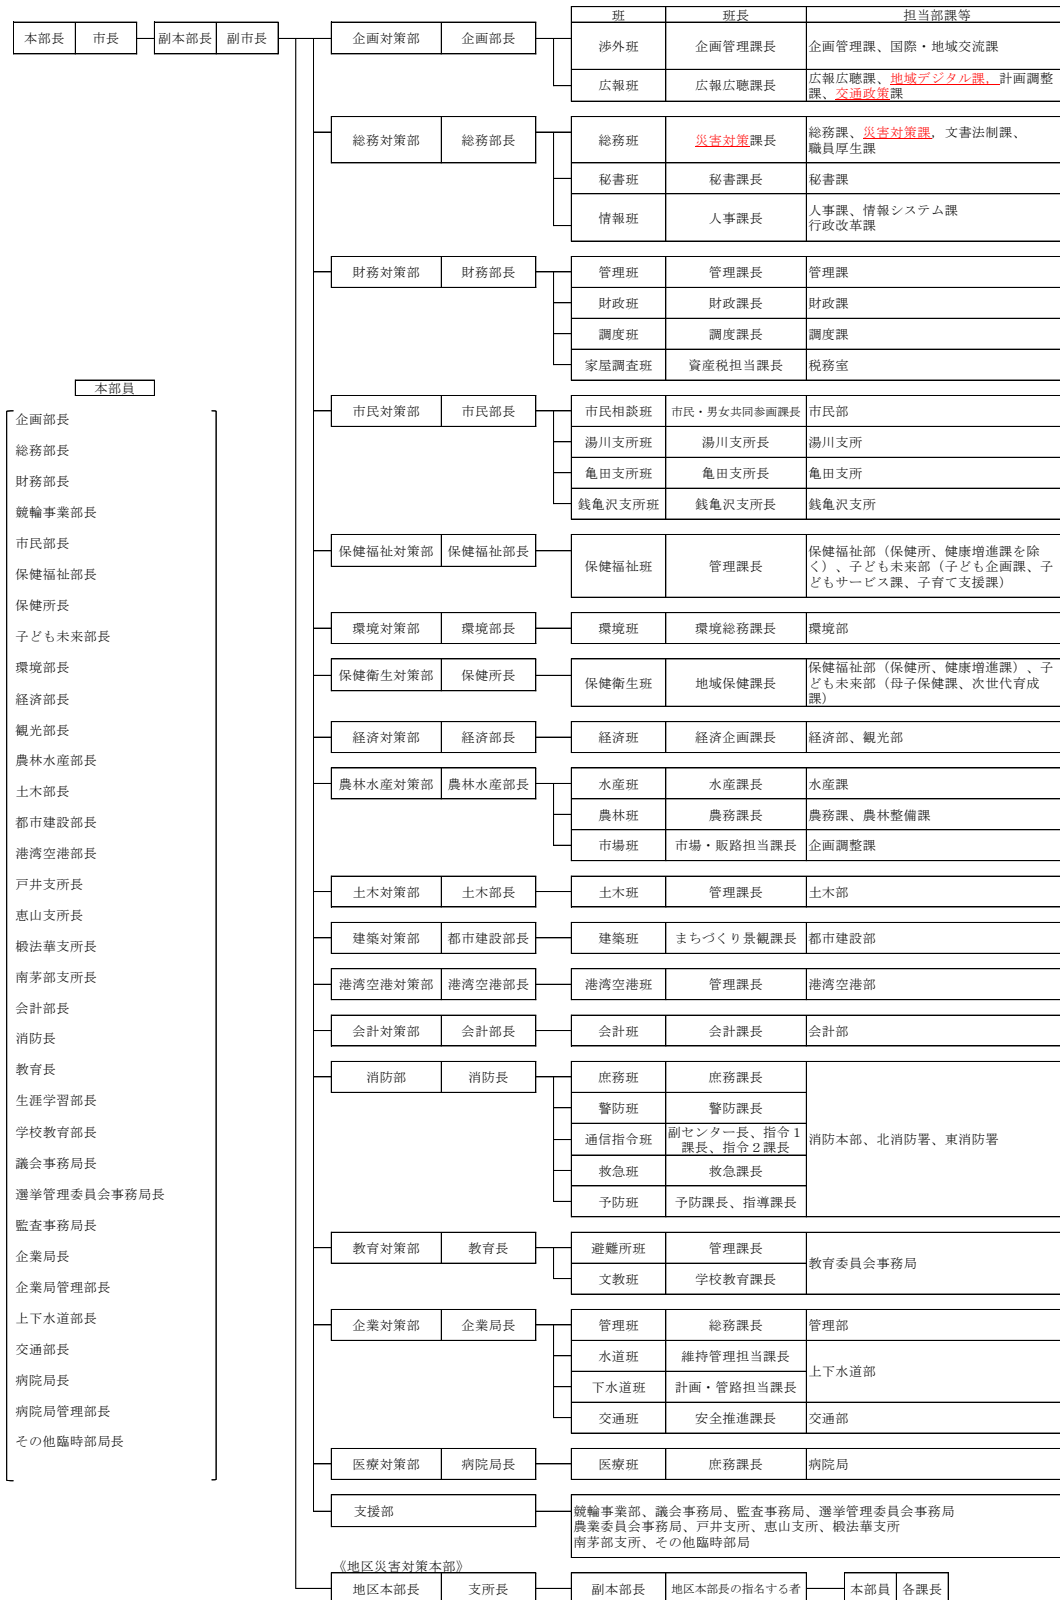 班 班長 担当部課等
本部長 市長 副本部長 副市長 企画対策部 企画部長
渉外班 企画管理課長 企画管理課、国際・地域交流課
広報班 広報広聴課長 広報広聴課、地域デジタル課，計画調整
課、交通政策課
総務対策部 総務部長 総務班 災害対策課長 総務課、災害対策課，文書法制課、
職員厚生課
秘書班 秘書課長 秘書課
情報班 人事課長 人事課、情報システム課
行政改革課
財務対策部 財務部長 管理班 管理課長 管理課
財政班 財政課長 財政課
調度班 調度課長 調度課
家屋調査班 資産税担当課長 税務室
市民対策部 市民部長 市民相談班 市民・男女共同参画課長 市民部
湯川支所班 湯川支所長 湯川支所
亀田支所班 亀田支所長 亀田支所
銭亀沢支所班 銭亀沢支所長 銭亀沢支所
保健福祉対策部 保健福祉部長 保健福祉班 管理課長 保健福祉部（保健所、健康増進課を除
く）、子ども未来部（子ども企画課、子
どもサービス課、子育て支援課）
環境対策部 環境部長 環境班 環境総務課長 環境部
保健衛生対策部 保健所長 保健衛生班 地域保健課長 保健福祉部（保健所、健康増進課）、子
ども未来部（母子保健課、次世代育成
課）
経済対策部 経済部長 経済班 経済企画課長 経済部、観光部
農林水産対策部 農林水産部長 水産班 水産課長 水産課
農林班 農務課長 農務課、農林整備課
市場班 市場・販路担当課長 企画調整課
土木対策部 土木部長 土木班 管理課長 土木部
建築対策部 都市建設部長 建築班 まちづくり景観課長 都市建設部
港湾空港対策部 港湾空港部長 港湾空港班 管理課長 港湾空港部
会計対策部 会計部長 会計班 会計課長 会計部
消防部 消防長 庶務班 庶務課長
警防班 警防課長
通信指令班 副センター長、指令１
課長、指令２課長
消防本部、北消防署、東消防署
救急班 救急課長
予防班 予防課長、指導課長
教育対策部 教育長 避難所班 管理課長
教育委員会事務局
文教班 学校教育課長
企業対策部 企業局長 管理班 総務課長 管理部
水道班 維持管理担当課長
上下水道部
下水道班 計画・管路担当課長
交通班 安全推進課長 交通部
医療対策部 病院局長 医療班 庶務課長 病院局
支援部 競輪事業部、議会事務局、監査事務局、選挙管理委員会事務局
農業委員会事務局、戸井支所、恵山支所、椴法華支所
南茅部支所、その他臨時部局
《地区災害対策本部》
地区本部長 支所長 副本部長 地区本部長の指名する者 本部員 各課長
本部員
企画部長
総務部長
財務部長
競輪事業部長
市民部長
保健福祉部長
保健所長
子ども未来部長
環境部長
経済部長
観光部長
農林水産部長
土木部長
都市建設部長
港湾空港部長
戸井支所長
恵山支所長
椴法華支所長
南茅部支所長
会計部長
消防長
教育長
生涯学習部長
学校教育部長
議会事務局長
選挙管理委員会事務局長
監査事務局長
企業局長
企業局管理部長
上下水道部長
交通部長
病院局長
病院局管理部長
その他臨時部局長